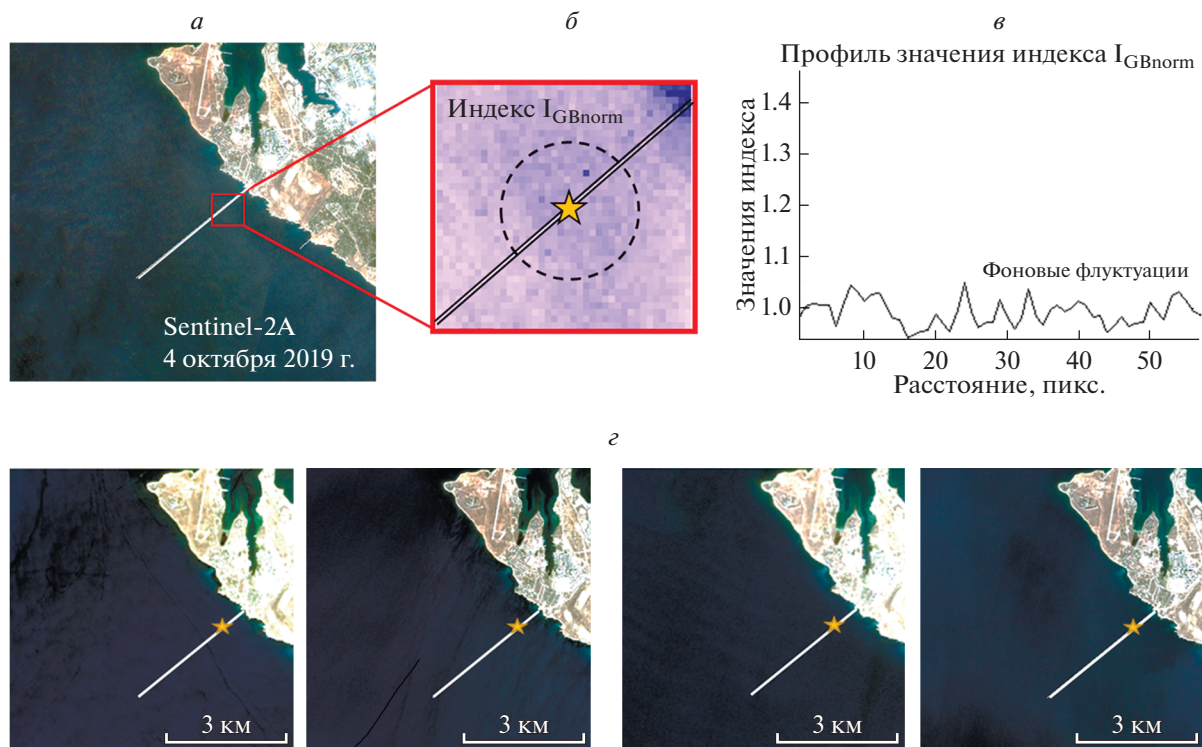 а
б
в
Sentinel-2A
4 октября 2019 г.
Индекс I_GBnorm
Профиль значения индекса I_GBnorm
Значения индекса
1.4
1.3
1.2
1.1
1.0
Фоновые флуктуации
10 20 30 40 50
Расстояние, пикс.
г
3 км
3 км
3 км
3 км